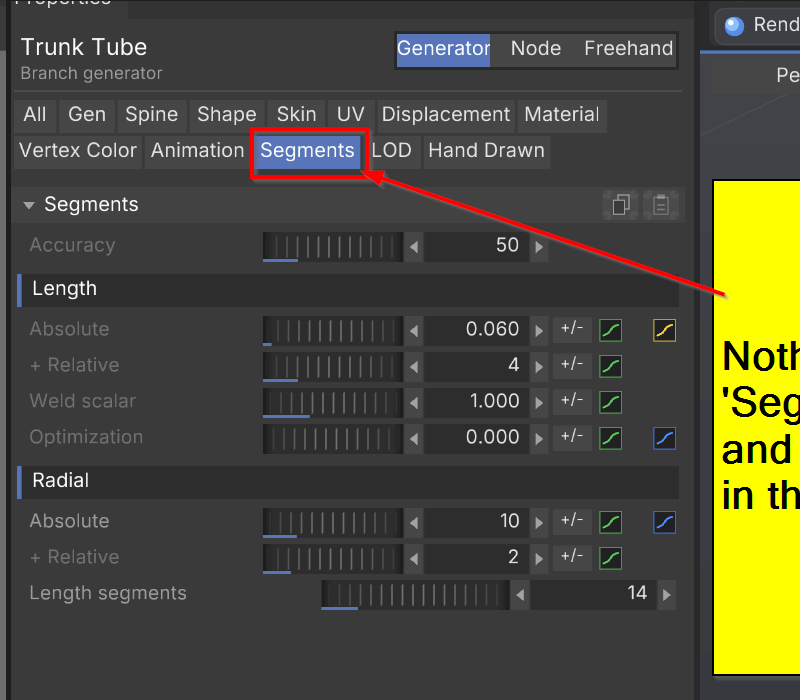 Properties
Trunk Tube
Generator Node Freehand
Branch generator
All Gen Spine Shape Skin UV Displacement Material
Vertex Color Animation Segments LOD Hand Drawn
Segments
Accuracy 50
Length
Absolute 0.060 +/-
+ Relative 4 +/-
Weld scalar 1.000 +/-
Optimization 0.000 +/-
Radial
Absolute 10 +/-
+ Relative 2 +/-
Length segments 14
Rend
Pe
Noth
'Seg
and
in th